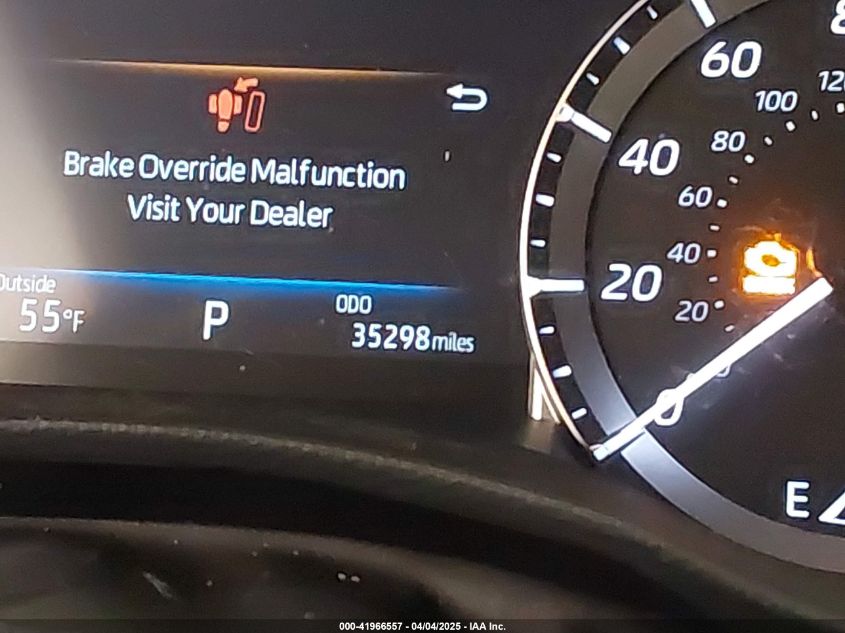 Brake Override Malfunction
Visit Your Dealer
Outside
55°F
P
ODO
35298 miles
60
40
20
0
100
80
60
40
20
E
000-41966557 - 04/04/2025 - IAA Inc.